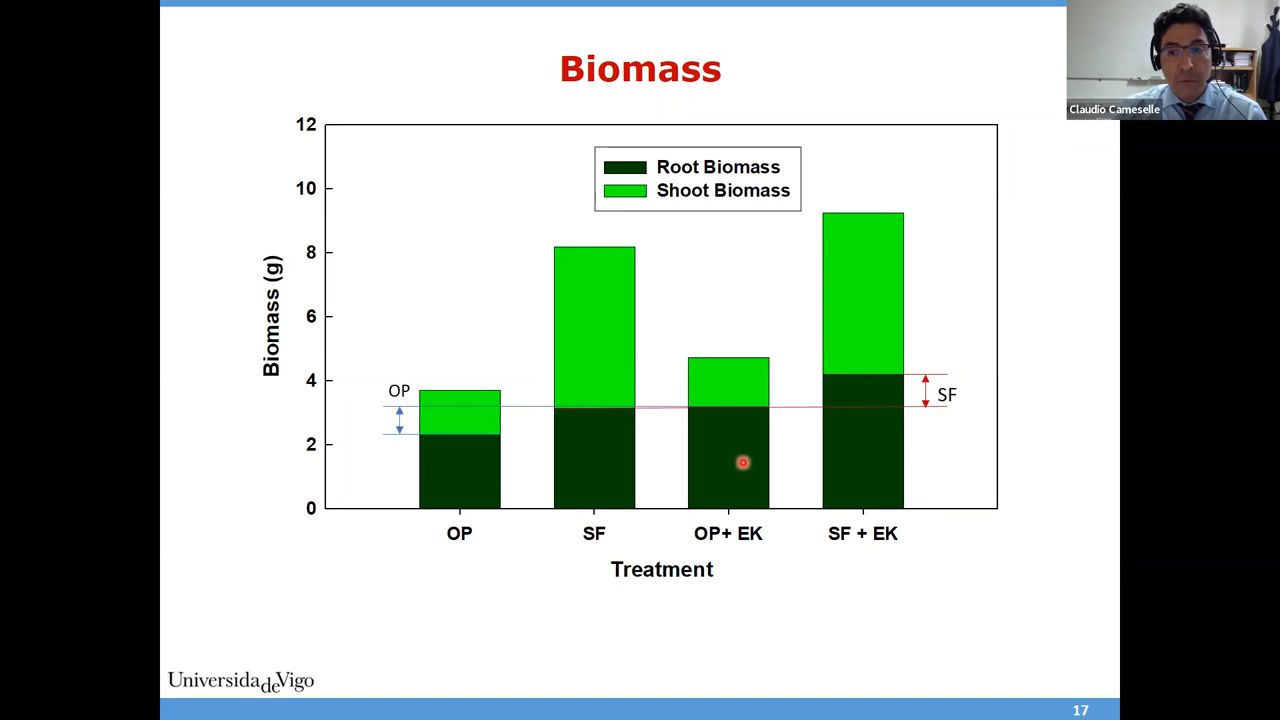 Biomass
Claudio Cameselle
12
10
8
6
4
2
0
Biomass (g)
Root Biomass
Shoot Biomass
OP
SF
OP
SF
OP+ EK
SF + EK
Treatment
UniversidadeVigo
17